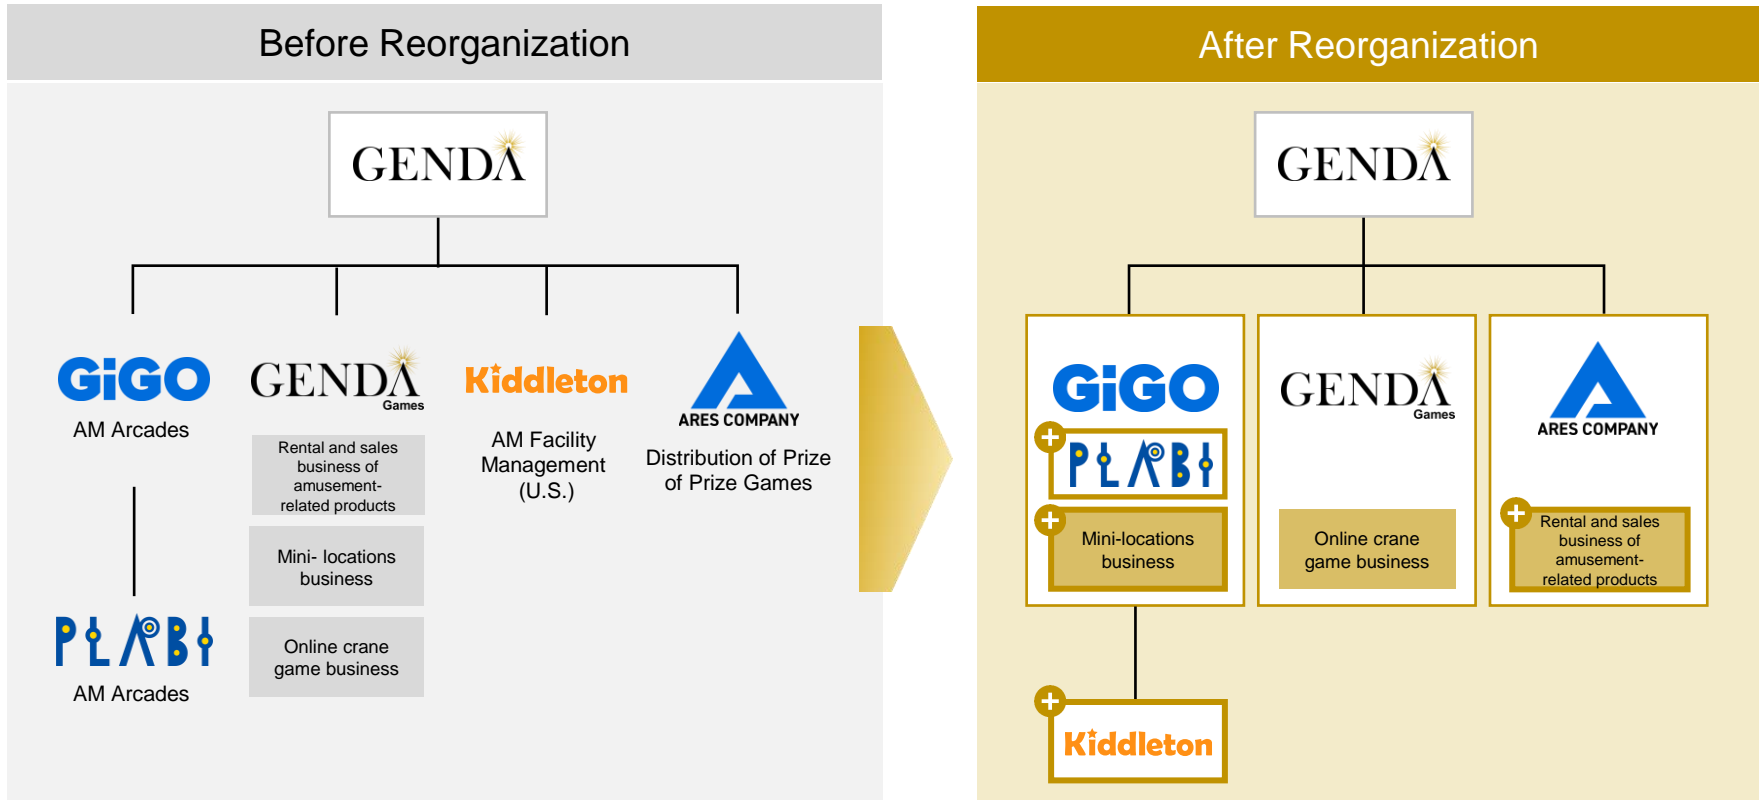 Before Reorganization
GENDA
GiGO
AM Arcades
PLABI
AM Arcades
GENDA
Games
Rental and sales
business of
amusement-
related products
Mini- locations
business
Online crane
game business
Kiddleton
AM Facility
Management
(U.S.)
ARES COMPANY
Distribution of Prize
of Prize Games
After Reorganization
GENDA
GiGO
PLABI
Mini-locations
business
Kiddleton
GENDA
Games
Online crane
game business
ARES COMPANY
Rental and sales
business of
amusement-
related products